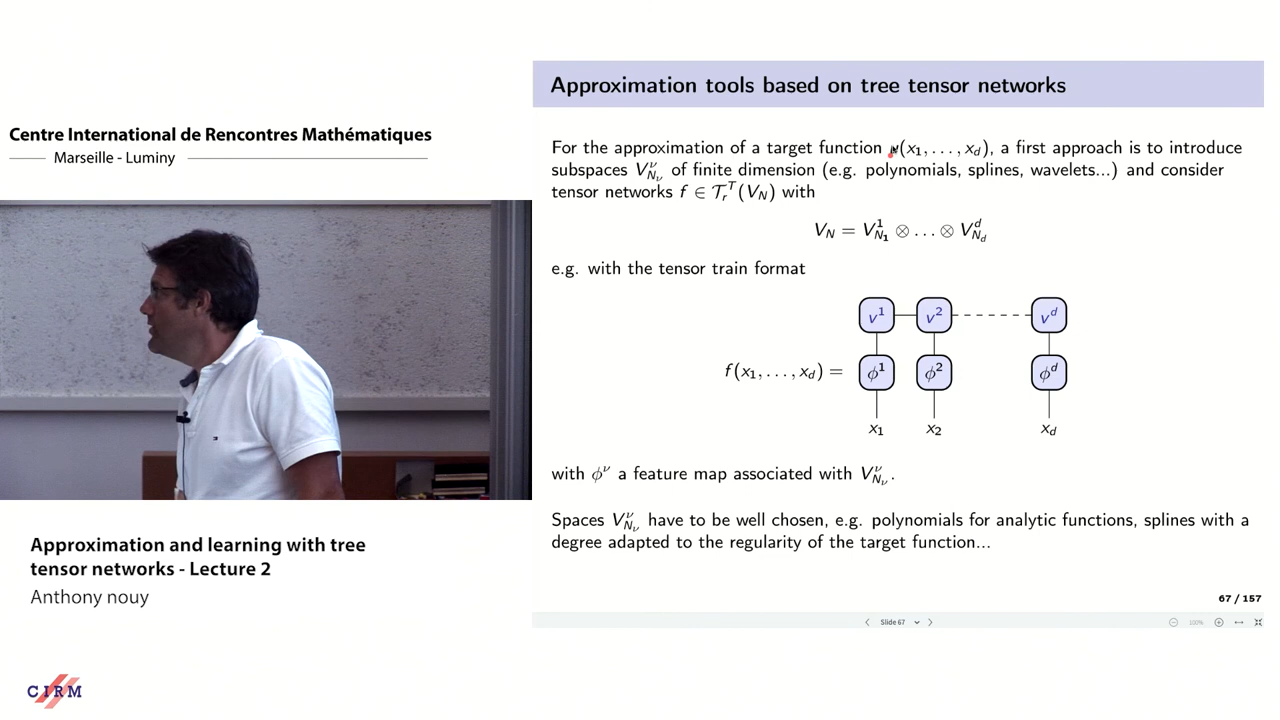 Centre International de Rencontres Mathématiques
Marseille - Luminy
Approximation and learning with tree
tensor networks - Lecture 2
Anthony nouy
CIRM
Approximation tools based on tree tensor networks
For the approximation of a target function u(x₁, . . . , x_d), a first approach is to introduce
subspaces V^ν_{N_ν} of finite dimension (e.g. polynomials, splines, wavelets...) and consider
tensor networks f ∈ 𝒯_r^T(V_N) with
V_N = V^1_{N_1} ⊗ . . . ⊗ V^d_{N_d}
e.g. with the tensor train format
v^1 v^2 v^d
f(x₁, . . . , x_d) = ϕ^1 ϕ^2 ϕ^d
x₁ x₂ x_d
with ϕ^ν a feature map associated with V^ν_{N_ν}.
Spaces V^ν_{N_ν} have to be well chosen, e.g. polynomials for analytic functions, splines with a
degree adapted to the regularity of the target function...
67 / 157
Slide 67
100%